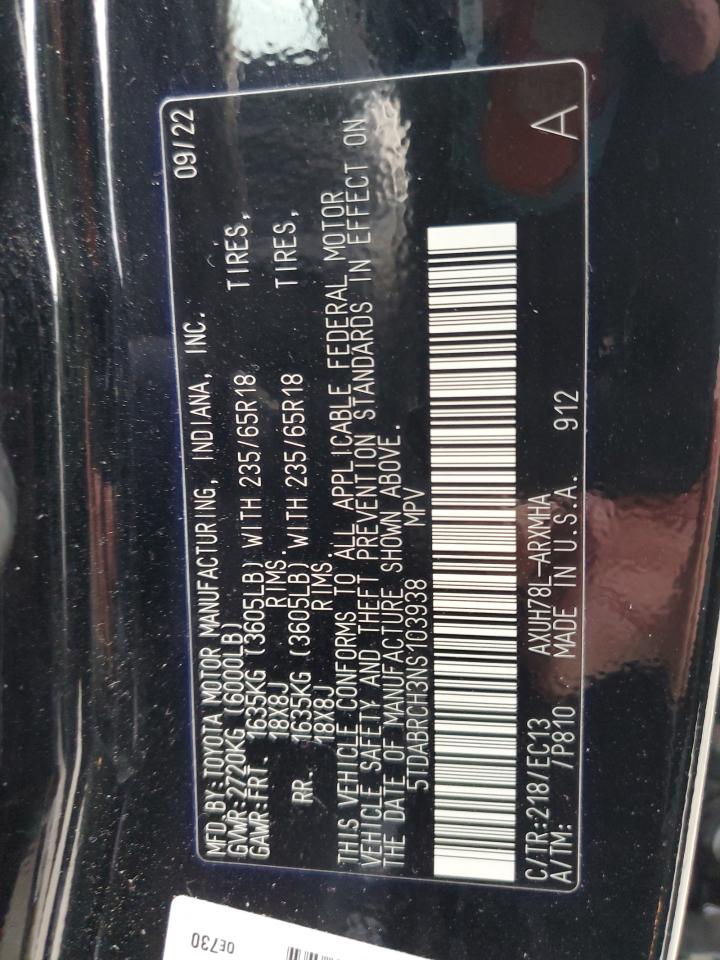 MFD.BY:TOYOTA MOTOR MANUFACTURING, INDIANA, INC. 09/22
GVWR:2720KG (6000LB)
GAWR:FRT. 1635KG (3605LB) WITH 235/65R18 TIRES,
18X8J RIMS.
RR. 1635KG (3605LB) WITH 235/65R18 TIRES,
18X8J RIMS.
THIS VEHICLE CONFORMS TO ALL APPLICABLE FEDERAL MOTOR
VEHICLE SAFETY AND THEFT PREVENTION STANDARDS IN EFFECT ON
THE DATE OF MANUFACTURE SHOWN ABOVE.
5TDABRCH3NS103938 MPV
C/TR:218/EC13 AXUH78L-ARXMHA
A/TM: /P810 MADE IN U.S.A. 912
A
0E730